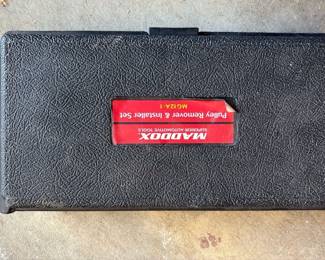 MADDOX
SUPERIOR AUTOMOTIVE TOOLS
Pulley Remover & Installer Set
MG12A-1